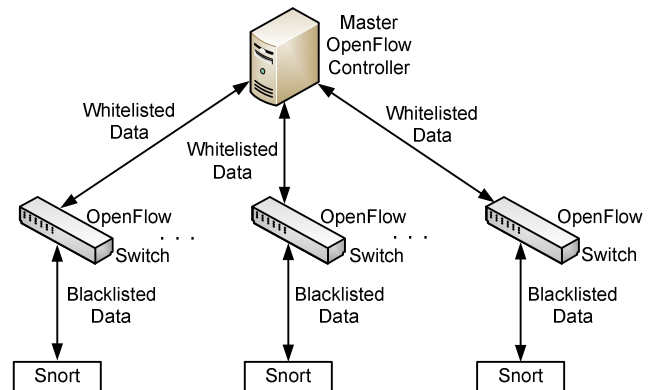 Master
OpenFlow
Controller
Whitelisted
Data
Whitelisted
Data
Whitelisted
Data
OpenFlow
Switch
. . .
OpenFlow
Switch
. . .
OpenFlow
Switch
Blacklisted
Data
Blacklisted
Data
Blacklisted
Data
Snort
Snort
Snort